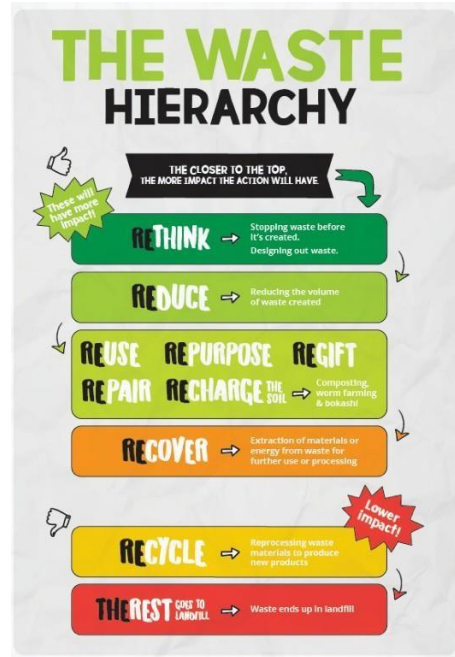 THE WASTE
HIERARCHY
THE CLOSER TO THE TOP,
THE MORE IMPACT THE ACTION WILL HAVE.
These will
have more
impact!
RETHINK
Stopping waste before
it's created.
Designing out waste.
REDUCE
Reducing the volume
of waste created
REUSE REPURPOSE REGIFT
REPAIR RECHARGE THE SOIL
Composting,
worm farming
& bokashi
RECOVER
Extraction of materials or
energy from waste for
further use or processing
Lower
impact!
RECYCLE
Reprocessing waste
materials to produce
new products
THEREST GOES TO LANDFILL
Waste ends up in landfill